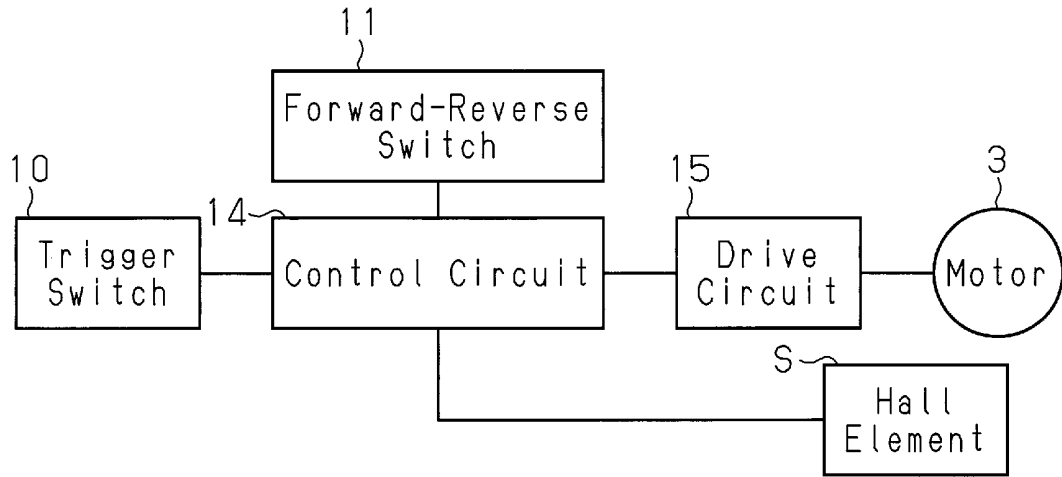 11
Forward-Reverse
Switch
10
Trigger
Switch
14
Control Circuit
15
Drive
Circuit
3
Motor
S
Hall
Element